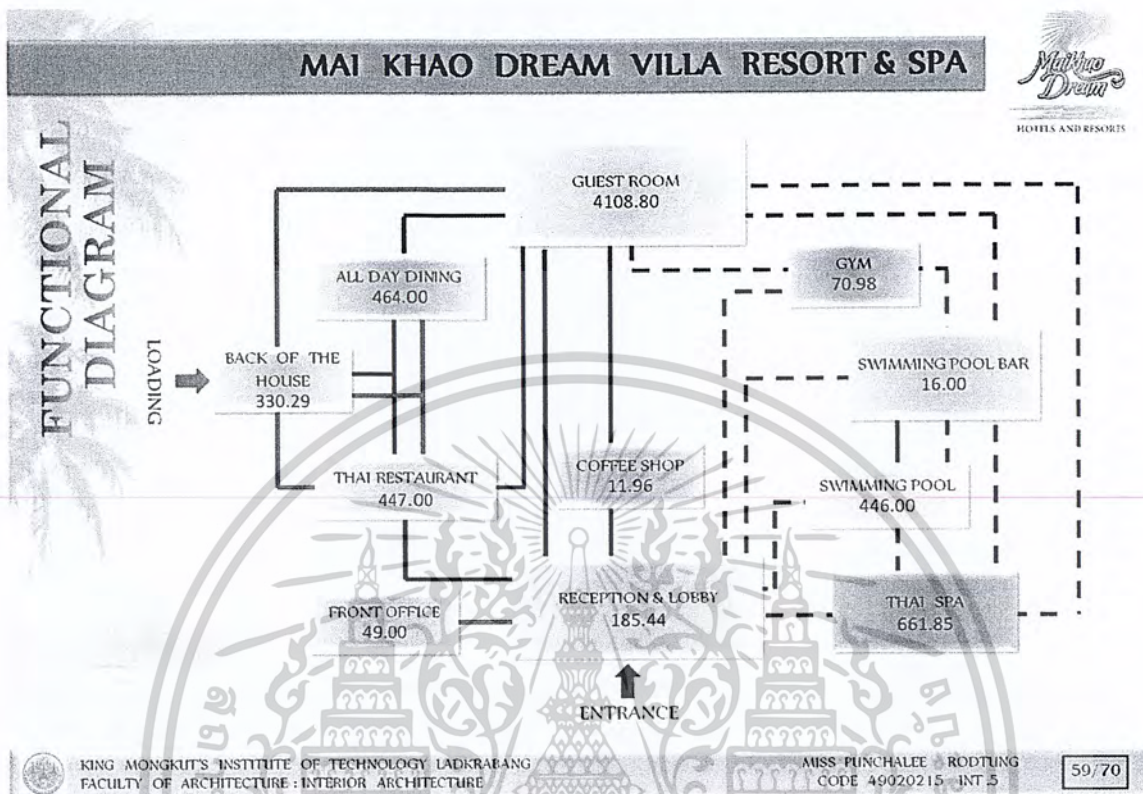 MAI KHAO DREAM VILLA RESORT & SPA
Maikhao
Dream
HOTELS AND RESORTS
FUNCTIONAL
DIAGRAM
GUEST ROOM
4108.80
ALL DAY DINING
464.00
GYM
70.98
LOADING
BACK OF THE
HOUSE
330.29
SWIMMING POOL BAR
16.00
THAI RESTAURANT
447.00
COFFEE SHOP
11.96
SWIMMING POOL
446.00
FRONT OFFICE
49.00
RECEPTION & LOBBY
185.44
THAI SPA
661.85
ENTRANCE
KING MONGKUT'S INSTITUTE OF TECHNOLOGY LADKRABANG
FACULTY OF ARCHITECTURE : INTERIOR ARCHITECTURE
MISS PUNCHALEE RODTUNG
CODE 49020215 INT.5
59/70